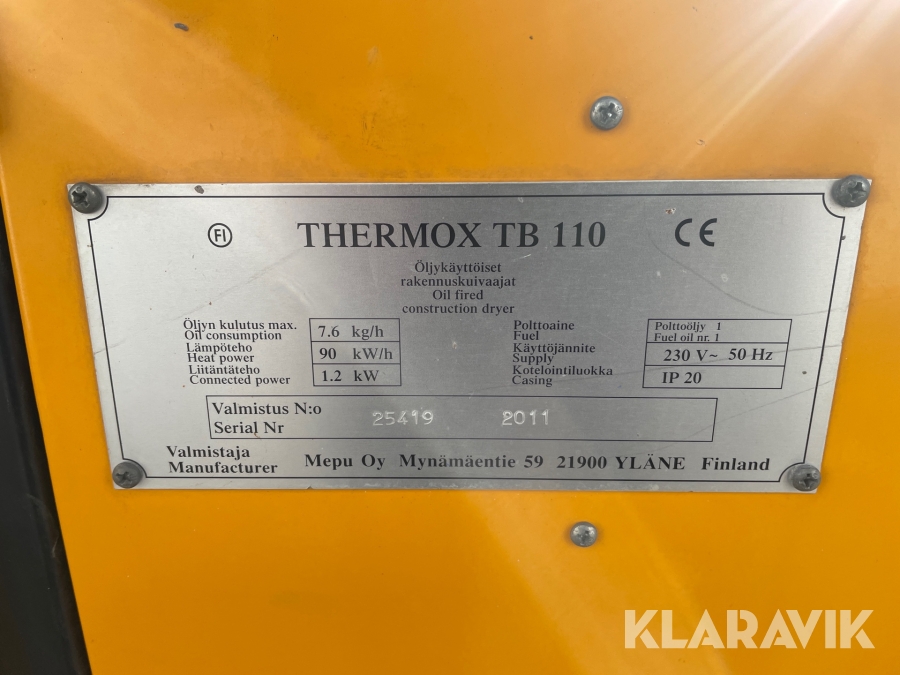 FI THERMOX TB 110 CE
Öljykäyttöiset
rakennuskuivaajat
Oil fired
construction dryer
Öljyn kulutus max. 7.6 kg/h
Oil consumption
Lämpöteho 90 kW/h
Heat power
Liitäntäteho 1.2 kW
Connected power
Polttoaine Polttoöljy 1
Fuel Fuel oil nr. 1
Käyttöjännite 230 V~ 50 Hz
Supply
Kotelointiluokka IP 20
Casing
Valmistus N:o 25419 2011
Serial Nr
Valmistaja
Manufacturer Mepu Oy Mynämäentie 59 21900 YLÄNE Finland
KLARAVIK